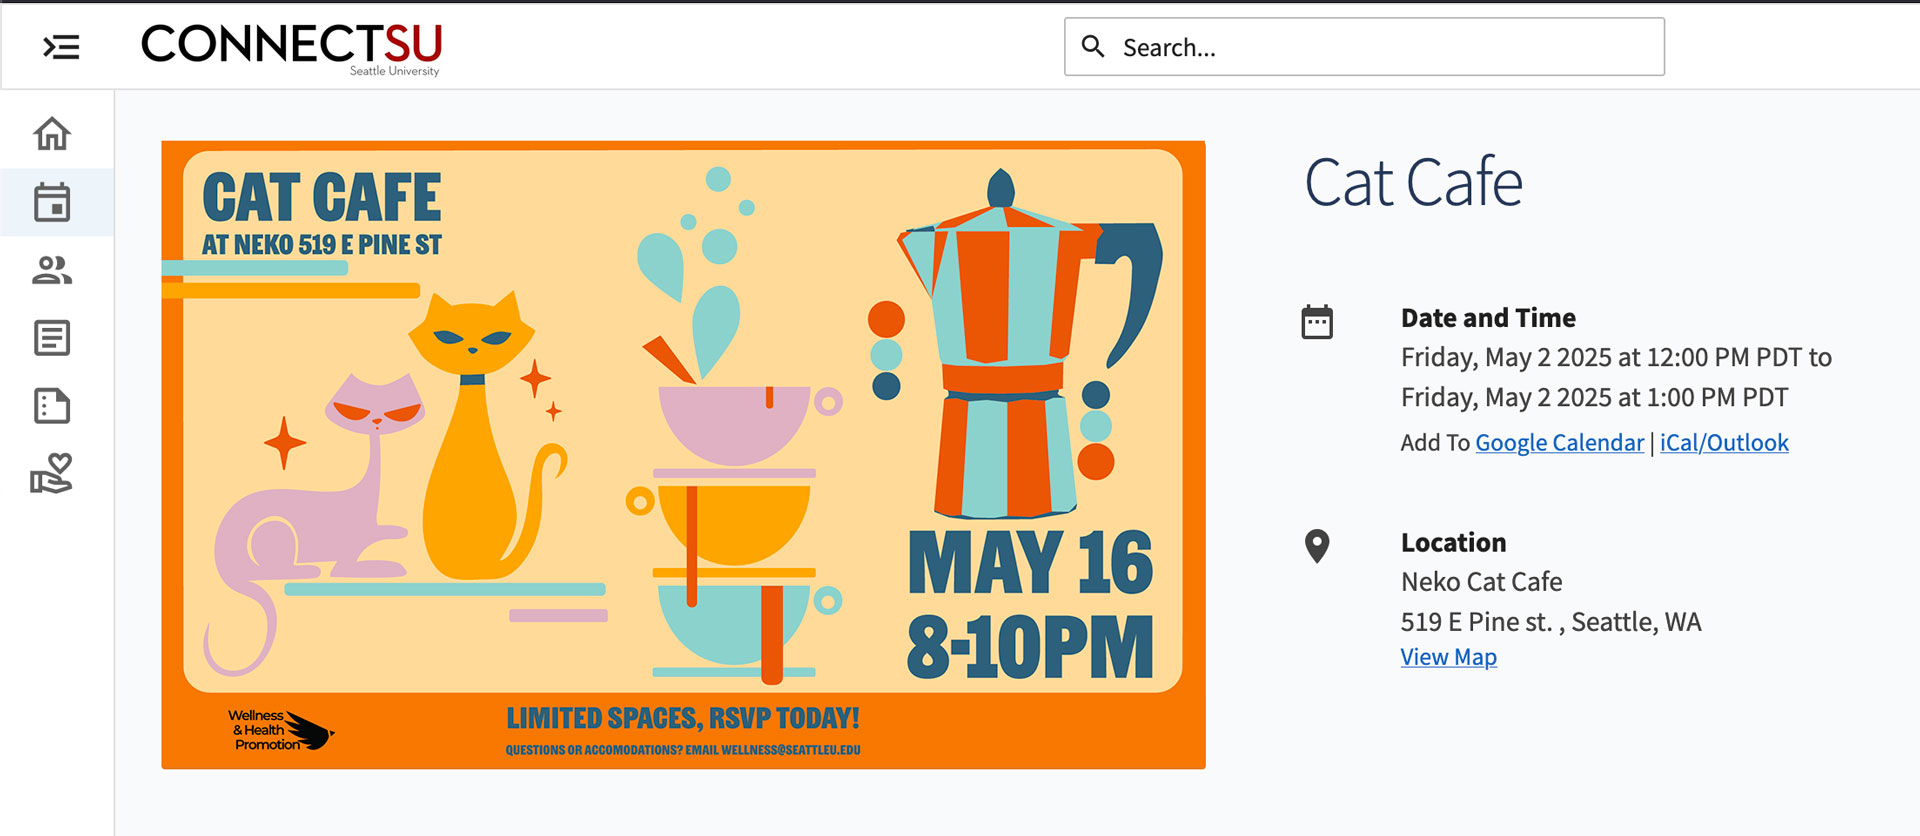 CONNECTSU
Seattle University
Search...
CAT CAFE
AT NEKO 519 E PINE ST
MAY 16
8-10PM
Wellness
& Health
Promotion
LIMITED SPACES, RSVP TODAY!
QUESTIONS OR ACCOMODATIONS? EMAIL WELLNESS@SEATTLEU.EDU
Cat Cafe
Date and Time
Friday, May 2 2025 at 12:00 PM PDT to
Friday, May 2 2025 at 1:00 PM PDT
Add To Google Calendar | iCal/Outlook
Location
Neko Cat Cafe
519 E Pine st. , Seattle, WA
View Map